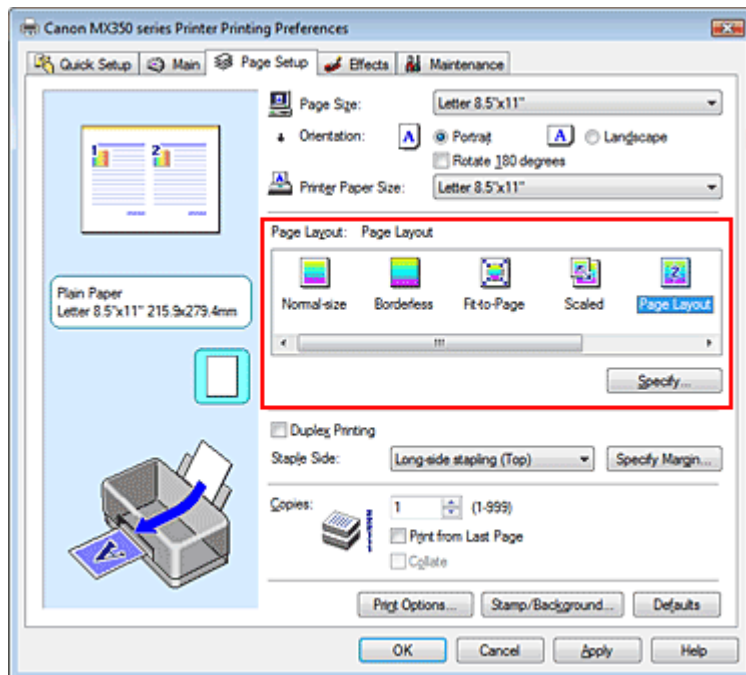 Canon MX350 series Printer Printing Preferences
Quick Setup Main Page Setup Effects Maintenance
1 2
Plain Paper
Letter 8.5"x11" 215.9x279.4mm
Page Size: Letter 8.5"x11"
Orientation: A Portrait A Landscape
Rotate 180 degrees
Printer Paper Size: Letter 8.5"x11"
Page Layout: Page Layout
Normal-size Borderless Fit-to-Page Scaled Page Layout
Specify...
Duplex Printing
Staple Side: Long-side stapling (Top) Specify Margin...
Copies: 1 (1-999)
Print from Last Page
Collate
Print Options... Stamp/Background... Defaults
OK Cancel Apply Help